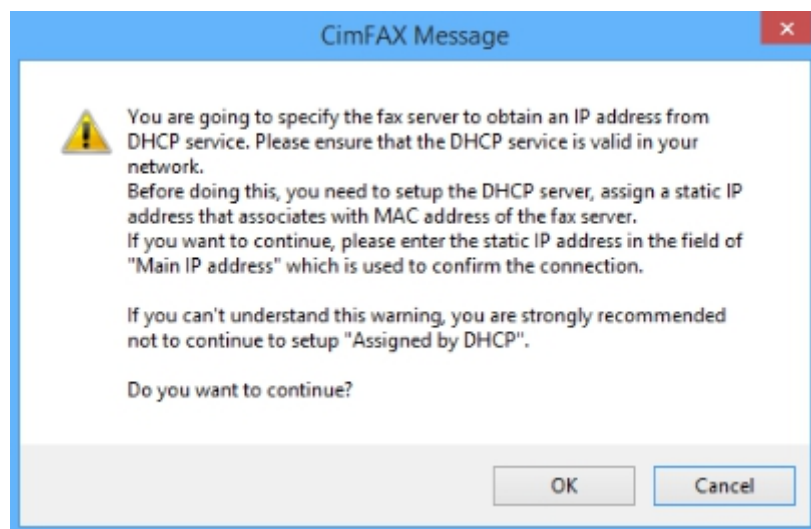 CimFAX Message
You are going to specify the fax server to obtain an IP address from
DHCP service. Please ensure that the DHCP service is valid in your
network.
Before doing this, you need to setup the DHCP server, assign a static IP
address that associates with MAC address of the fax server.
If you want to continue, please enter the static IP address in the field of
"Main IP address" which is used to confirm the connection.
If you can't understand this warning, you are strongly recommended
not to continue to setup "Assigned by DHCP".
Do you want to continue?
OK
Cancel